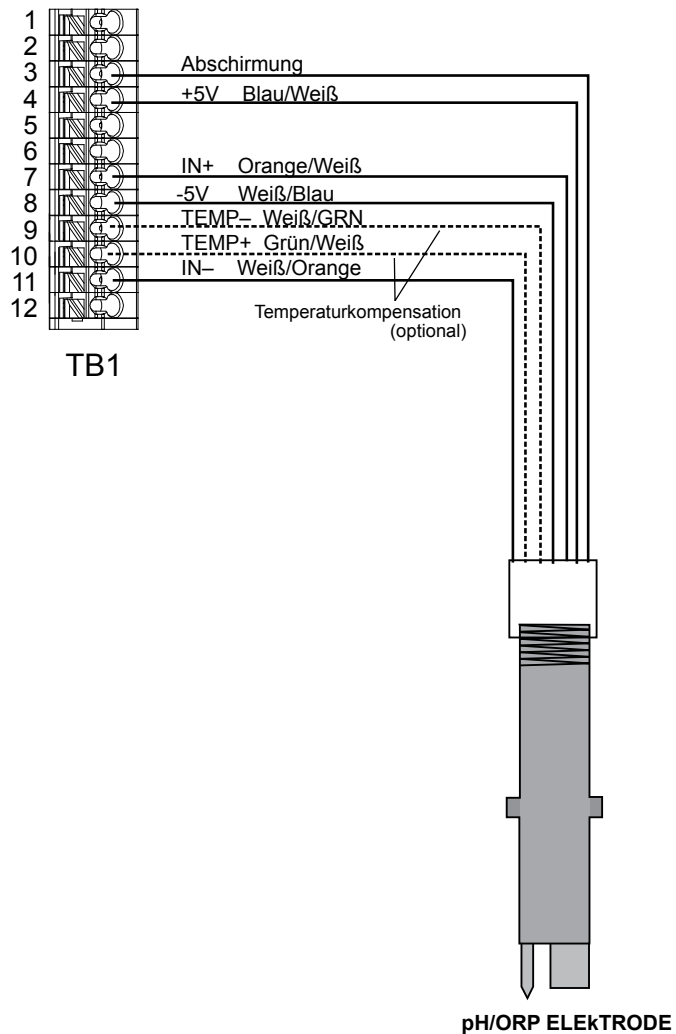 1
2
3 Abschirmung
4 +5V Blau/Weiß
5
6
7 IN+ Orange/Weiß
8 -5V Weiß/Blau
9 TEMP– Weiß/GRN
10 TEMP+ Grün/Weiß
11 IN– Weiß/Orange
12
Temperaturkompensation
(optional)
TB1
pH/ORP ELEkTRODE